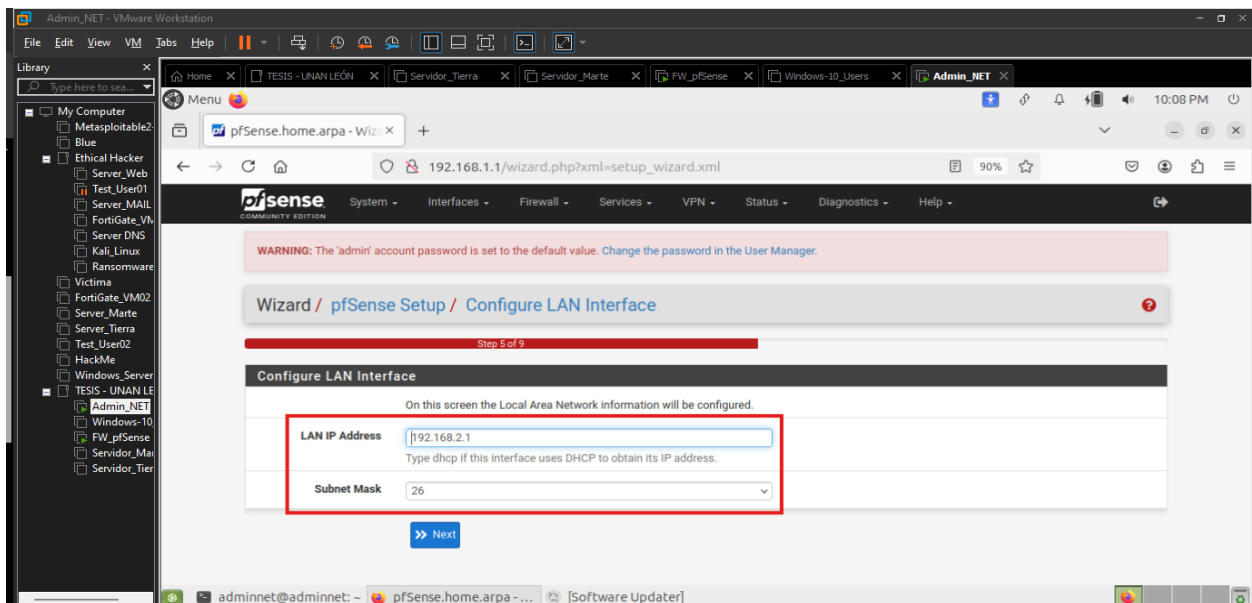 Admin_NET - VMware Workstation
File Edit View VM Tabs Help
Library
Type here to sea...
Home TESIS - UNAN LEÓN Servidor_Tierra Servidor_Marte FW_pfSense Windows-10_Users Admin_NET
My Computer
Metasploitable2-
Blue
Ethical Hacker
Server_Web
Test_User01
Server_MAIL
FortiGate_VM
Server DNS
Kali_Linux
Ransomware
Victima
FortiGate_VM02
Server_Marte
Server_Tierra
Test_User02
HackMe
Windows_Server
TESIS - UNAN LE
Admin_NET
Windows-10
FW_pfSense
Servidor_Mar
Servidor_Tier
Menu 10:08 PM
pfSense.home.arpa - Wiza
192.168.1.1/wizard.php?xml=setup_wizard.xml 90%
pfsense System Interfaces Firewall Services VPN Status Diagnostics Help
COMMUNITY EDITION
WARNING: The 'admin' account password is set to the default value. Change the password in the User Manager.
Wizard / pfSense Setup / Configure LAN Interface
Step 5 of 9
Configure LAN Interface
On this screen the Local Area Network information will be configured.
LAN IP Address 192.168.2.1
Type dhcp if this interface uses DHCP to obtain its IP address.
Subnet Mask 26
Next
adminnet@adminnet: ~ pfSense.home.arpa - ... [Software Updater]